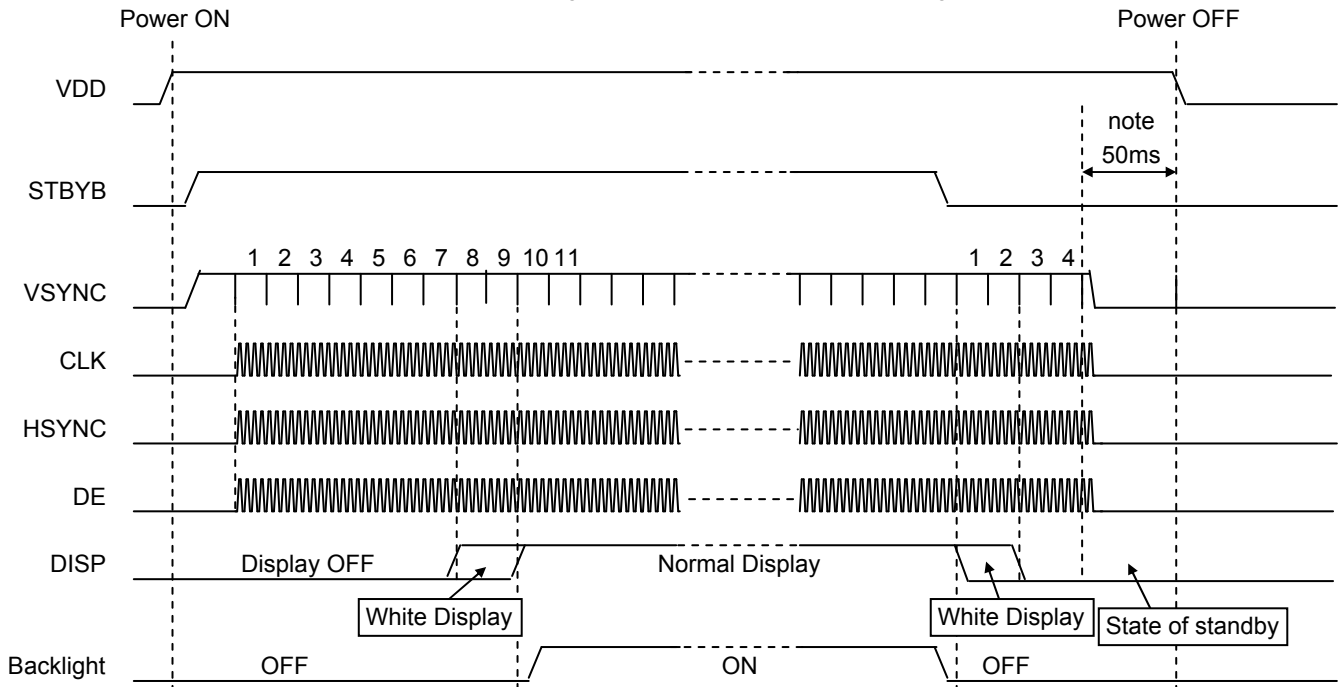 Power ON Power OFF
VDD
note
50ms
STBYB
1 2 3 4 5 6 7 8 9 10 11 1 2 3 4
VSYNC
CLK
HSYNC
DE
DISP Display OFF Normal Display
White Display White Display State of standby
Backlight OFF ON OFF